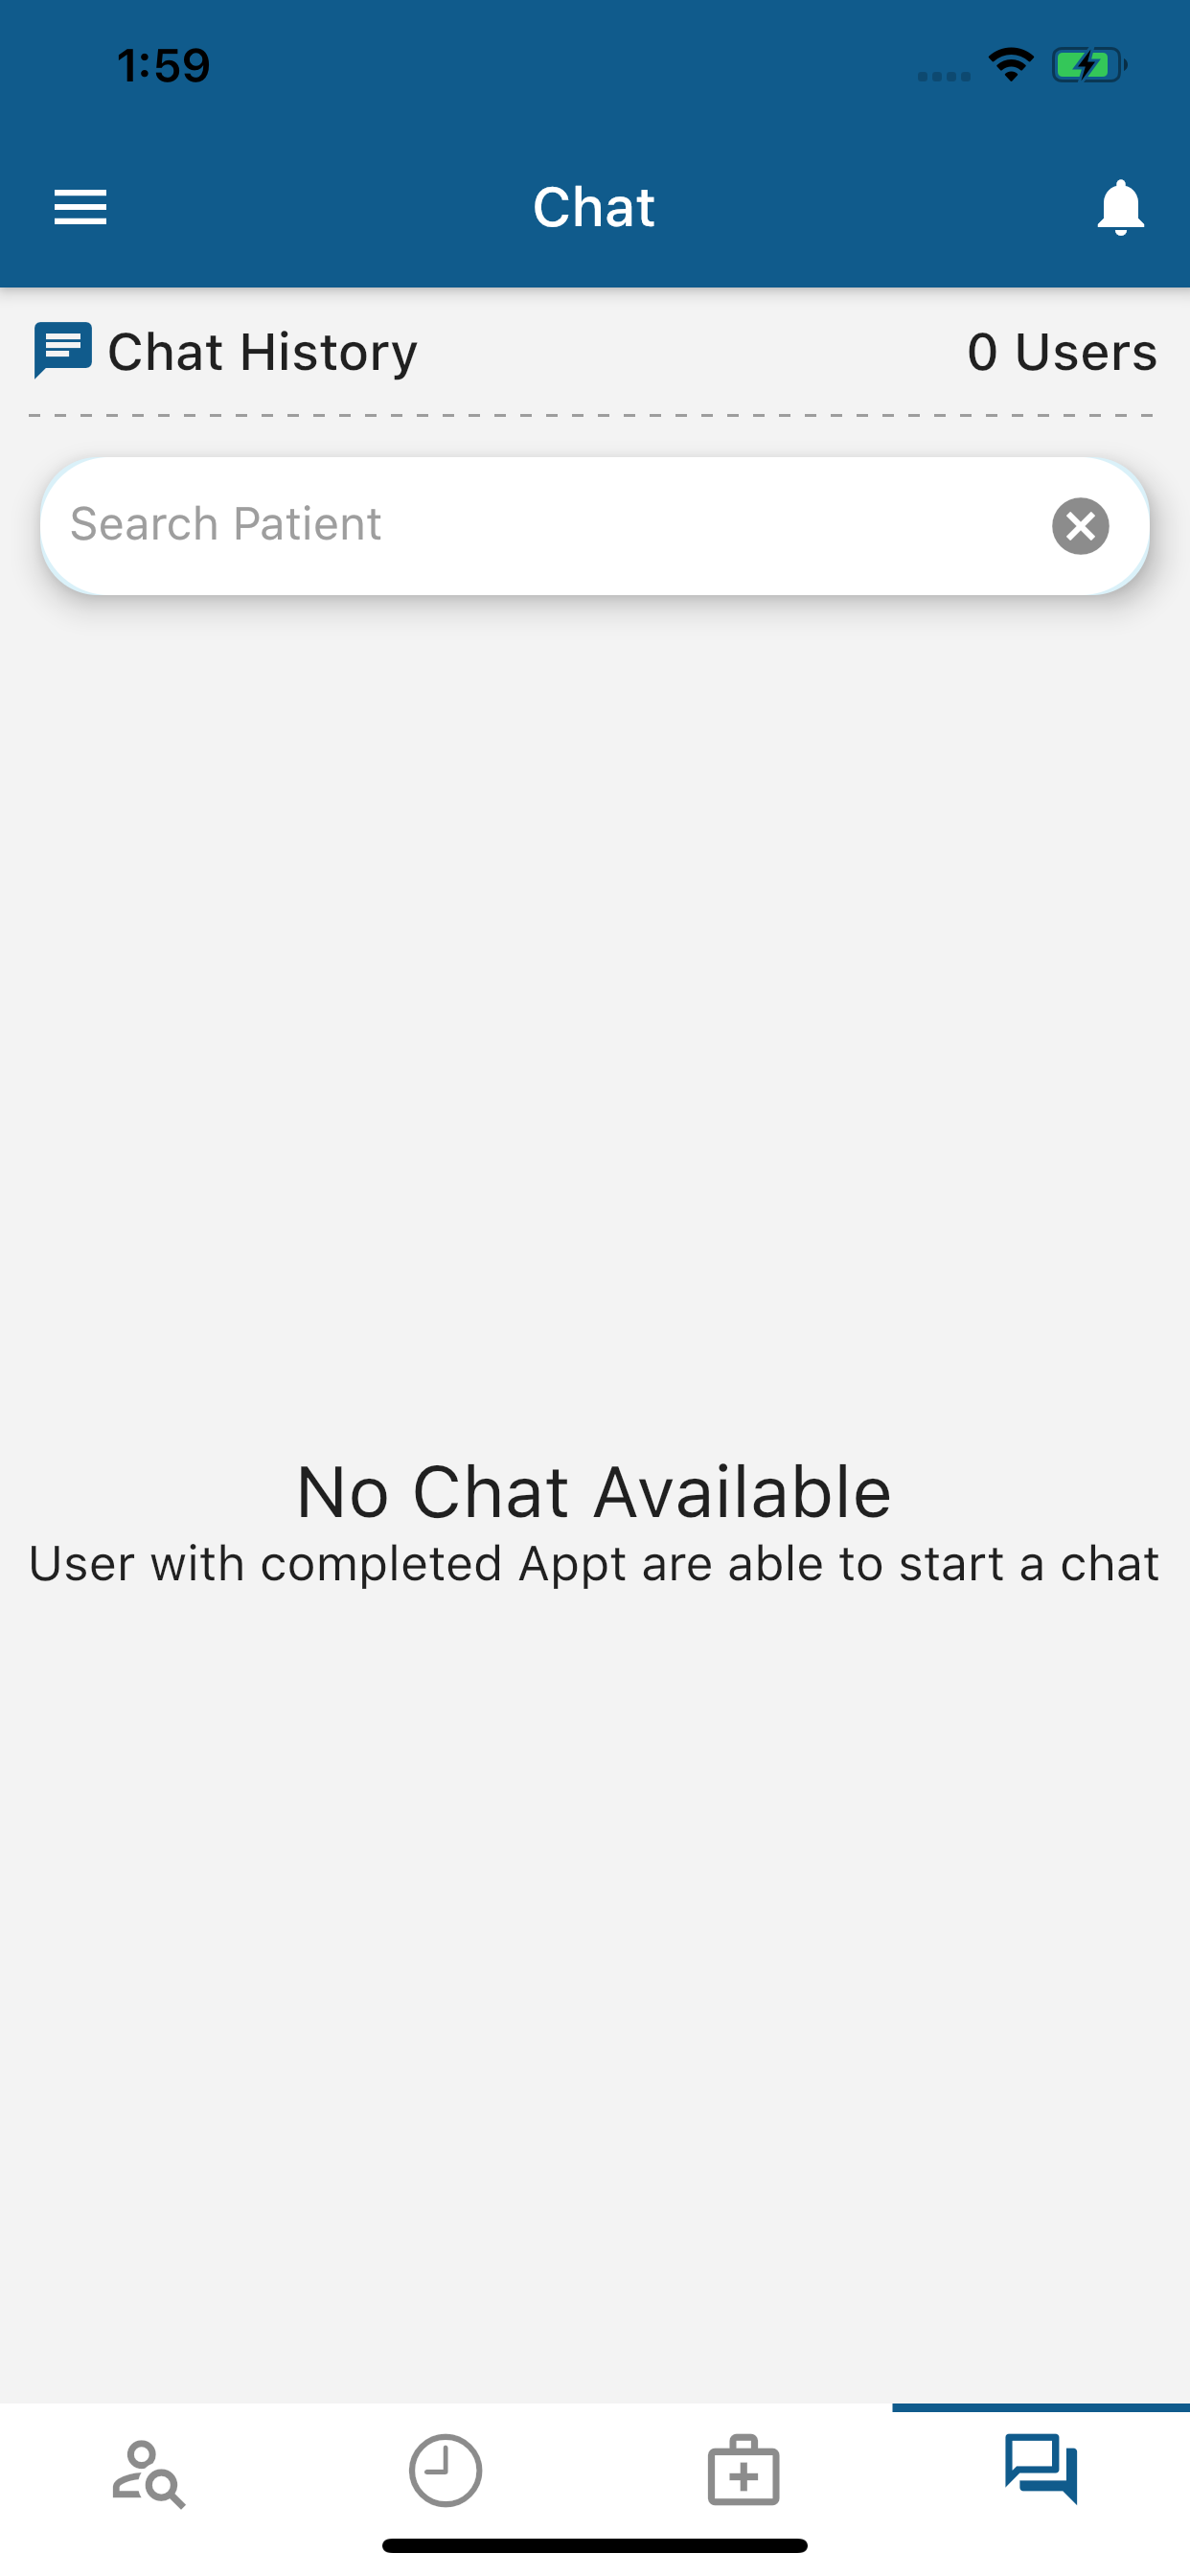 1:59
Chat
Chat History
0 Users
Search Patient
No Chat Available
User with completed Appt are able to start a chat